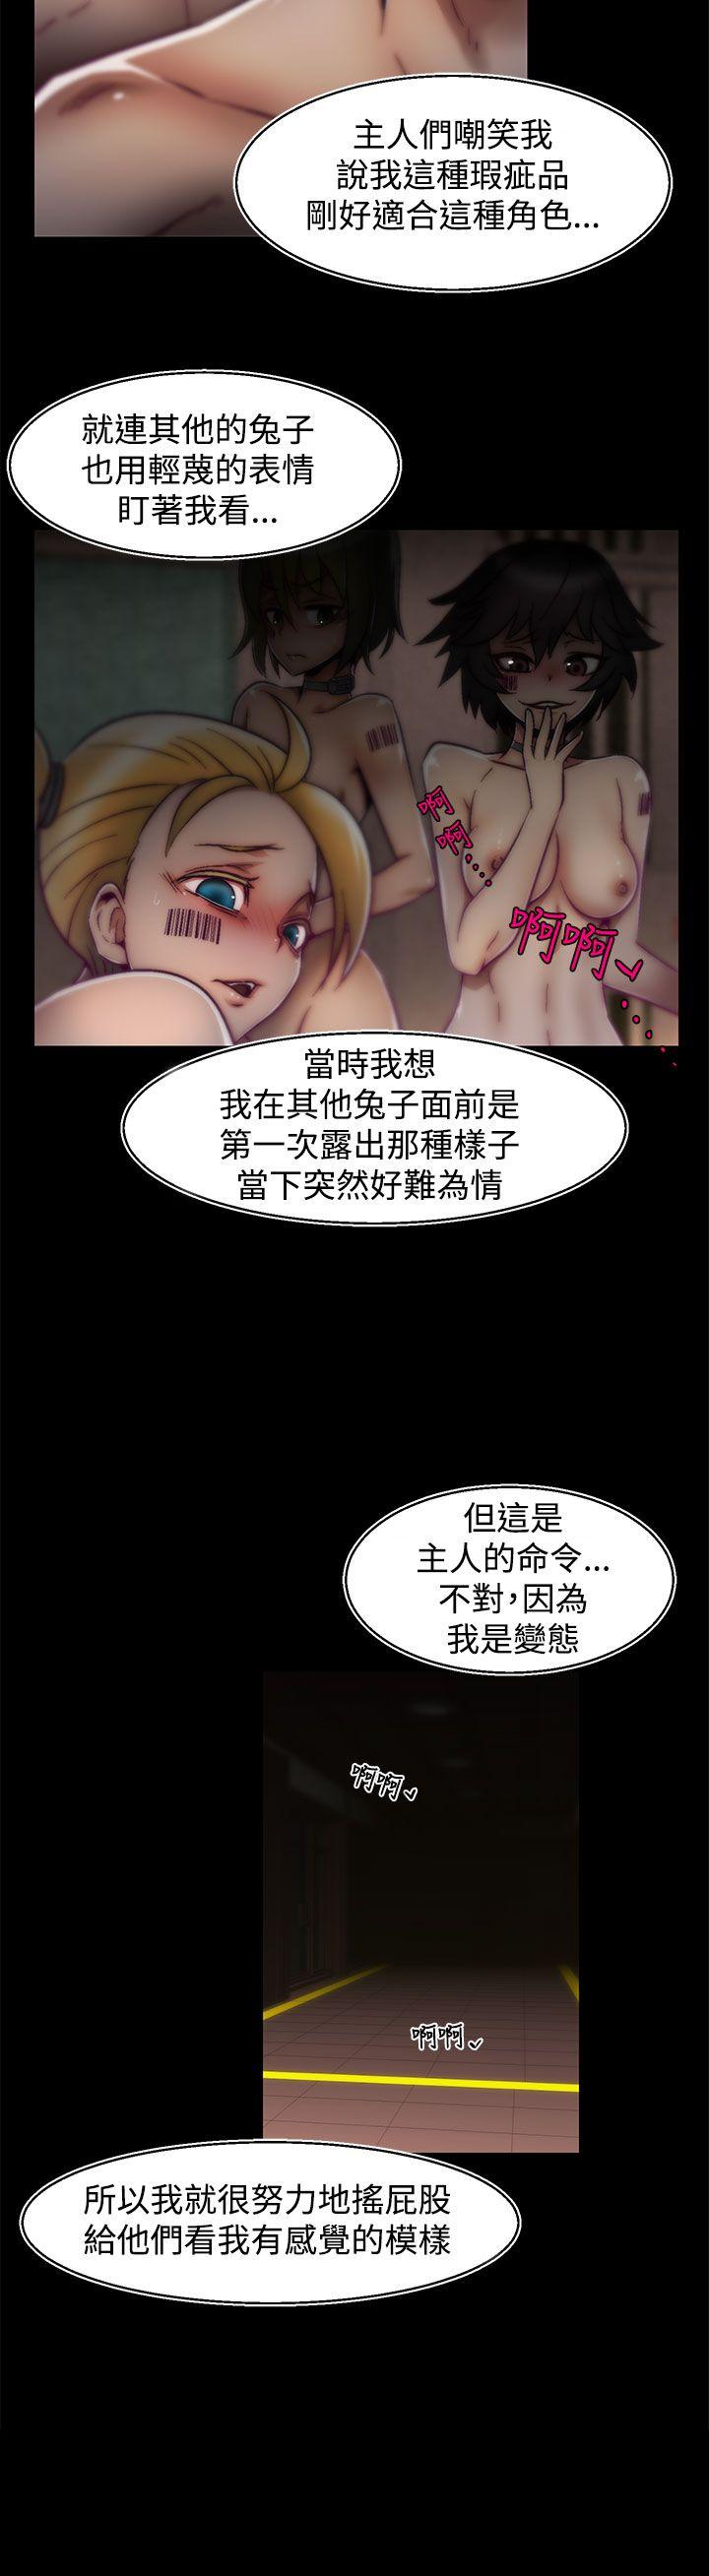 主人們嘲笑我
說我這種瑕疵品
剛好適合這種角色...
就連其他的兔子
也用輕蔑的表情
盯著我看...
啊
啊...
啊啊
當時我想
我在其他兔子面前是
第一次露出那種樣子
當下突然好難為情
但這是
主人的命令...
不對,因為
我是變態
啊啊
啊啊
所以我就很努力地搖屁股
給他們看我有感覺的模樣